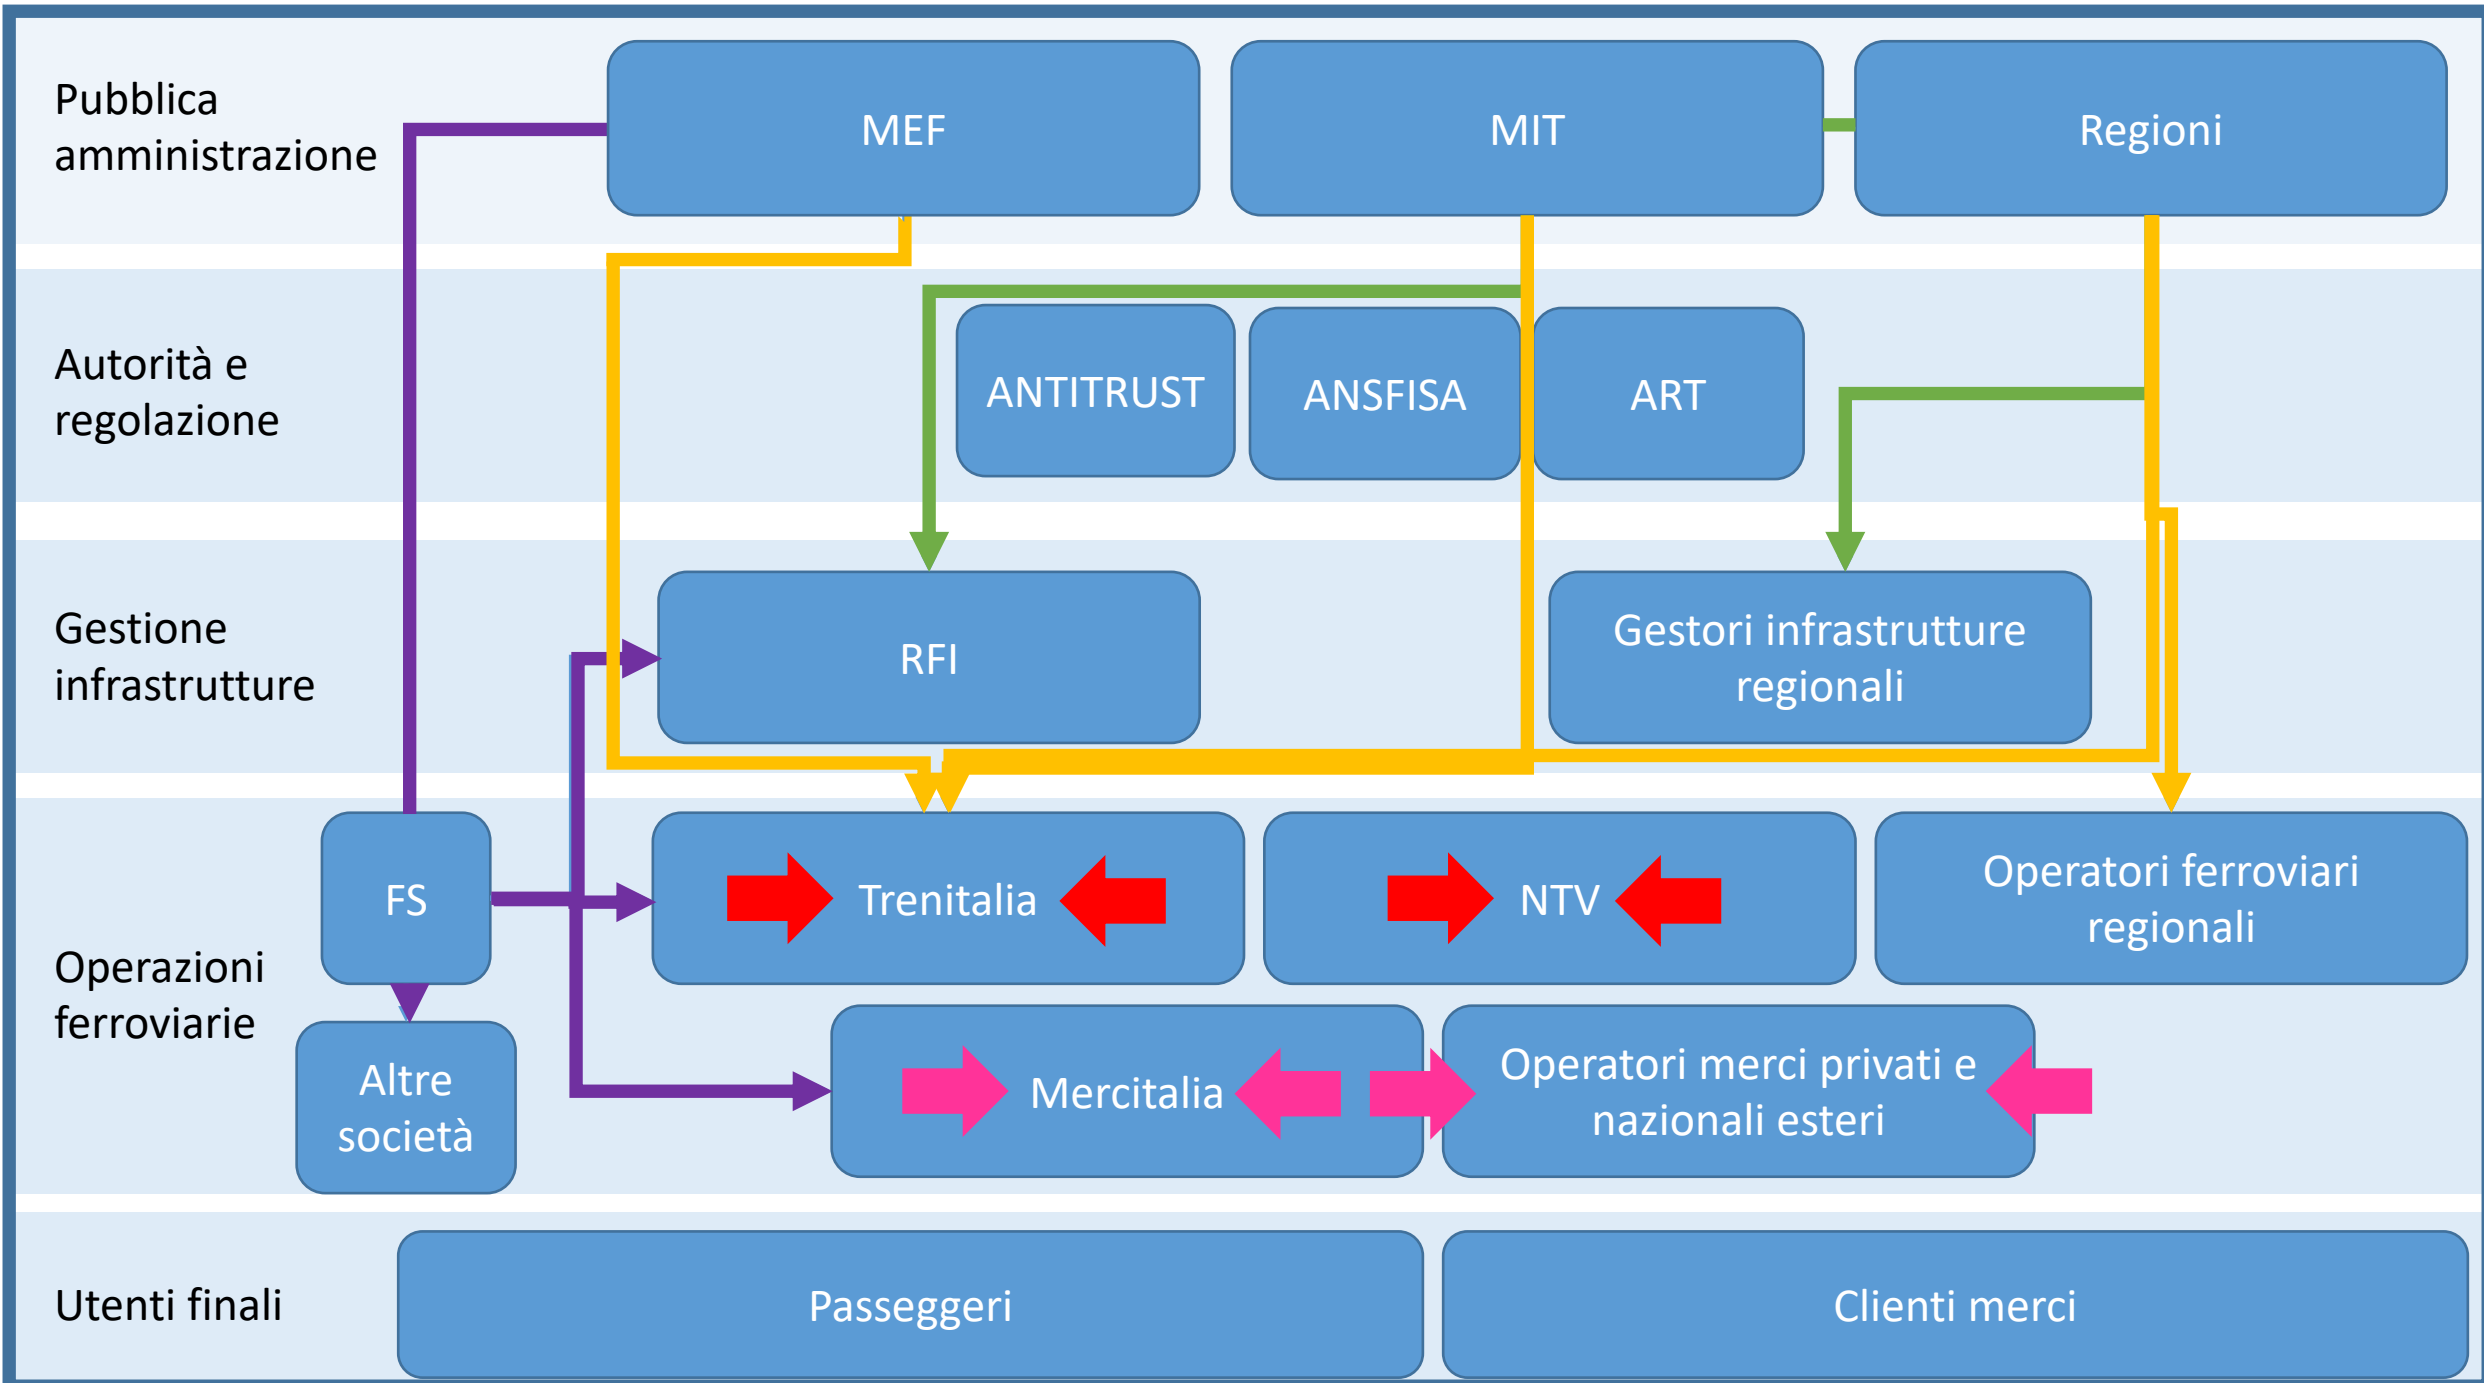 Pubblica
amministrazione
MEF
MIT
Regioni
Autorità e
regolazione
ANTITRUST
ANSFISA
ART
Gestione
infrastrutture
RFI
Gestori infrastrutture
regionali
Operazioni
ferroviarie
FS
Trenitalia
NTV
Operatori ferroviari
regionali
Altre
società
Mercitalia
Operatori merci privati e
nazionali esteri
Utenti finali
Passeggeri
Clienti merci